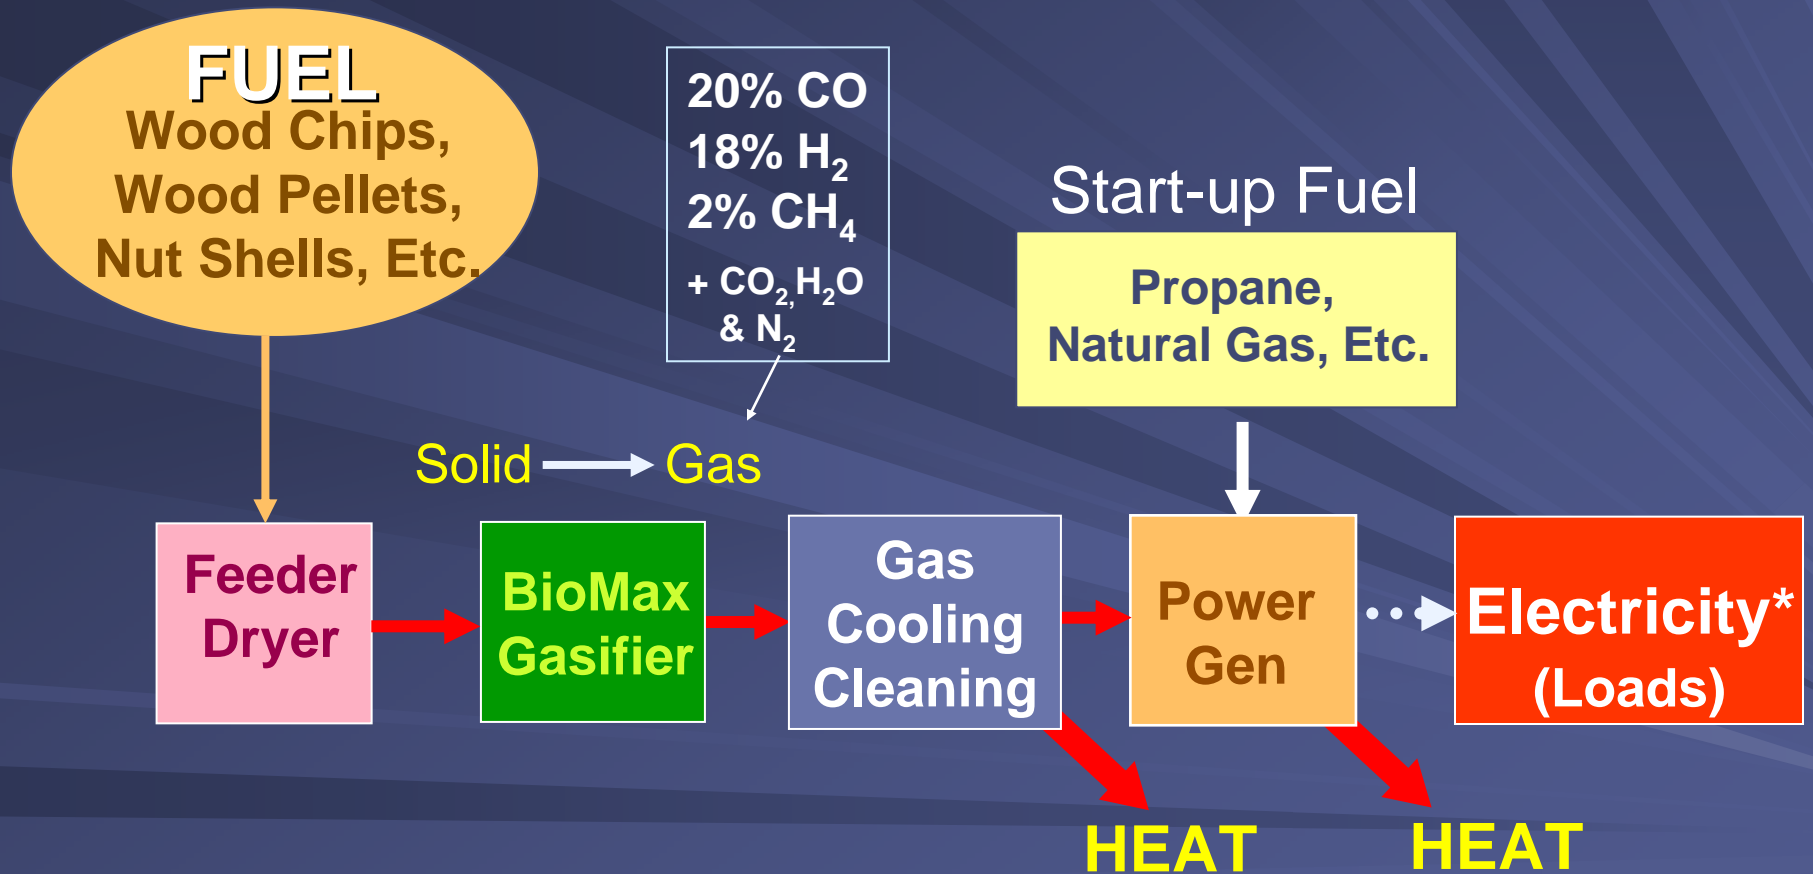 FUEL
Wood Chips,
Wood Pellets,
Nut Shells, Etc.
20% CO
18% H₂
2% CH₄
+ CO₂,H₂O
& N₂
Start-up Fuel
Propane,
Natural Gas, Etc.
Solid
Gas
Feeder
Dryer
BioMax
Gasifier
Gas
Cooling
Cleaning
Power
Gen
Electricity*
(Loads)
HEAT
HEAT